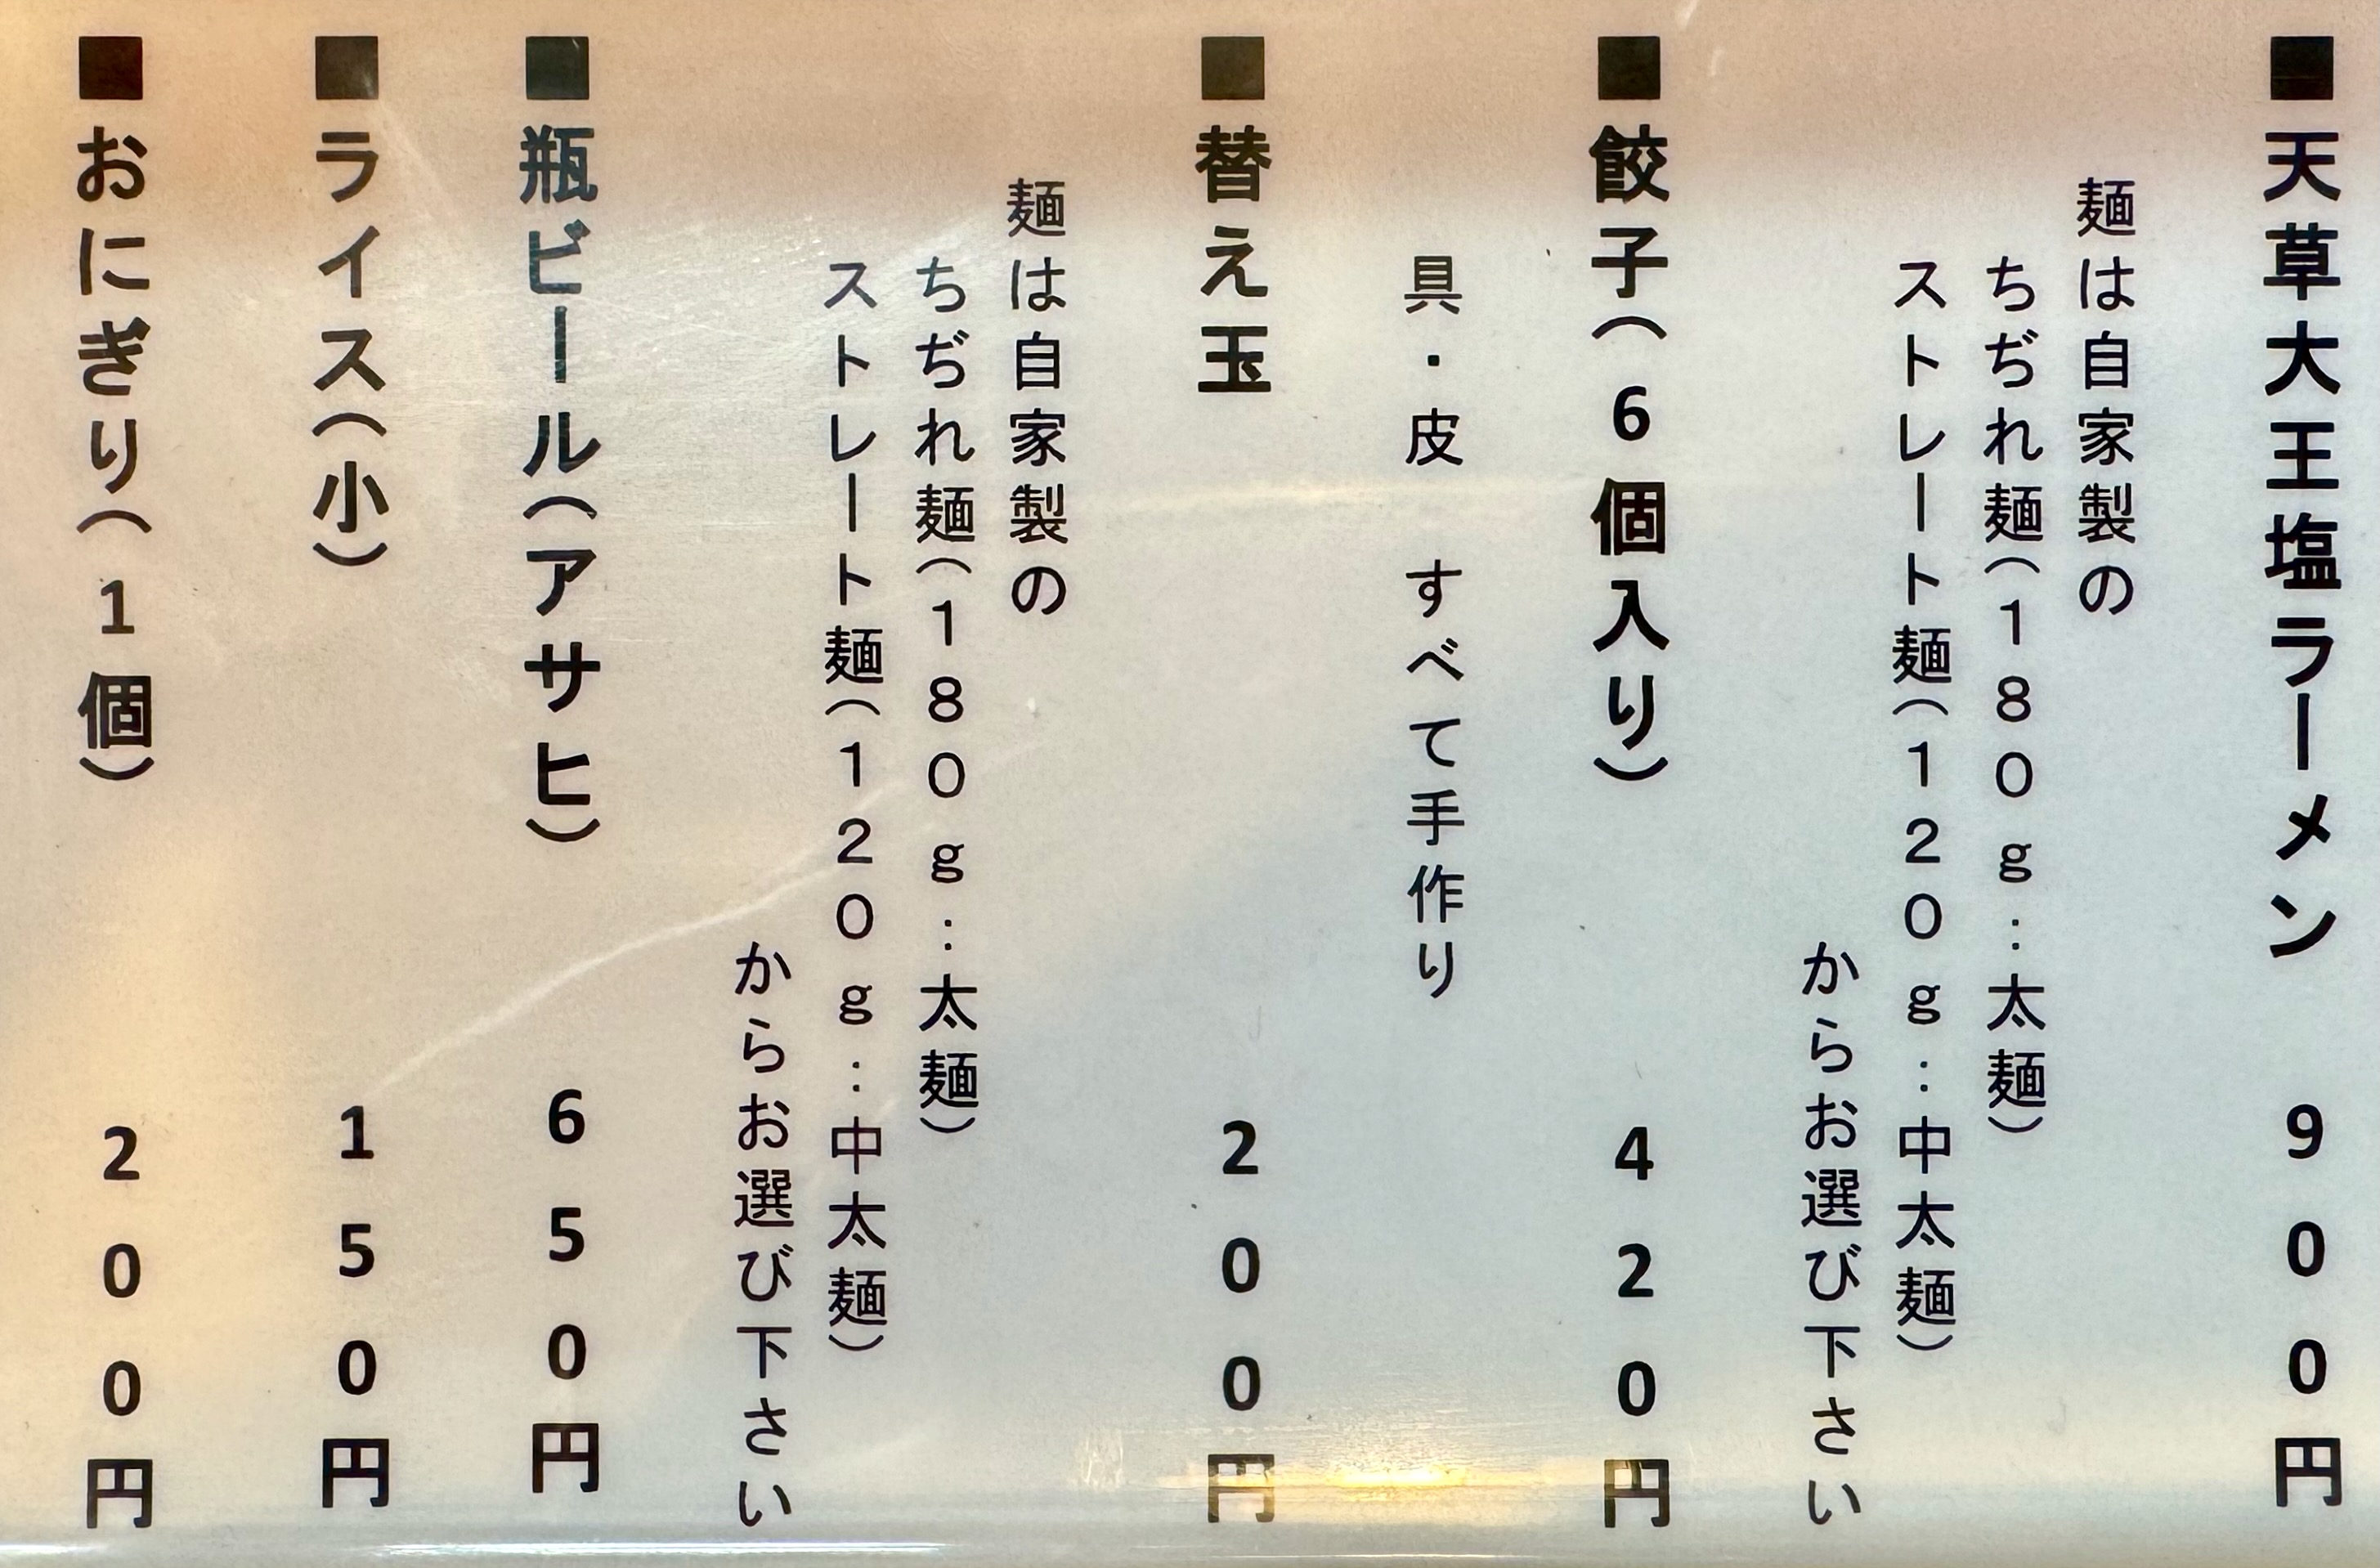 ■天草大王塩ラーメン 900円
麺は自家製の
ちぢれ麺(180g:太麺)
ストレート麺(120g:中太麺)
からお選び下さい
■餃子(6個入り) 420円
具・皮 すべて手作り
■替え玉 200円
麺は自家製の
ちぢれ麺(180g:太麺)
ストレート麺(120g:中太麺)
からお選び下さい
■瓶ビール(アサヒ) 650円
■ライス(小) 150円
■おにぎり(1個) 200円